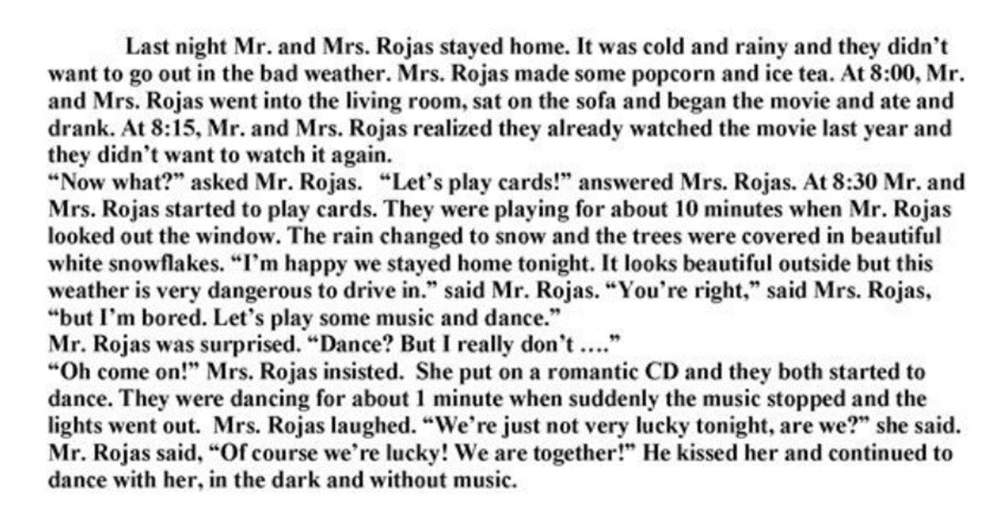 Last night Mr. and Mrs. Rojas stayed home. It was cold and rainy and they didn't
want to go out in the bad weather. Mrs. Rojas made some popcorn and ice tea. At 8:00, Mr.
and Mrs. Rojas went into the living room, sat on the sofa and began the movie and ate and
drank. At 8:15, Mr. and Mrs. Rojas realized they already watched the movie last year and
they didn't want to watch it again.
“Now what?” asked Mr. Rojas.   “Let's play cards!” answered Mrs. Rojas. At 8:30 Mr. and
Mrs. Rojas started to play cards. They were playing for about 10 minutes when Mr. Rojas
looked out the window. The rain changed to snow and the trees were covered in beautiful
white snowflakes. “I'm happy we stayed home tonight. It looks beautiful outside but this
weather is very dangerous to drive in.” said Mr. Rojas. “You're right,” said Mrs. Rojas,
“but I'm bored. Let's play some music and dance.”
Mr. Rojas was surprised. “Dance? But I really don't ….”
“Oh come on!” Mrs. Rojas insisted.  She put on a romantic CD and they both started to
dance. They were dancing for about 1 minute when suddenly the music stopped and the
lights went out.  Mrs. Rojas laughed. “We're just not very lucky tonight, are we?” she said.
Mr. Rojas said, “Of course we're lucky! We are together!” He kissed her and continued to
dance with her, in the dark and without music.